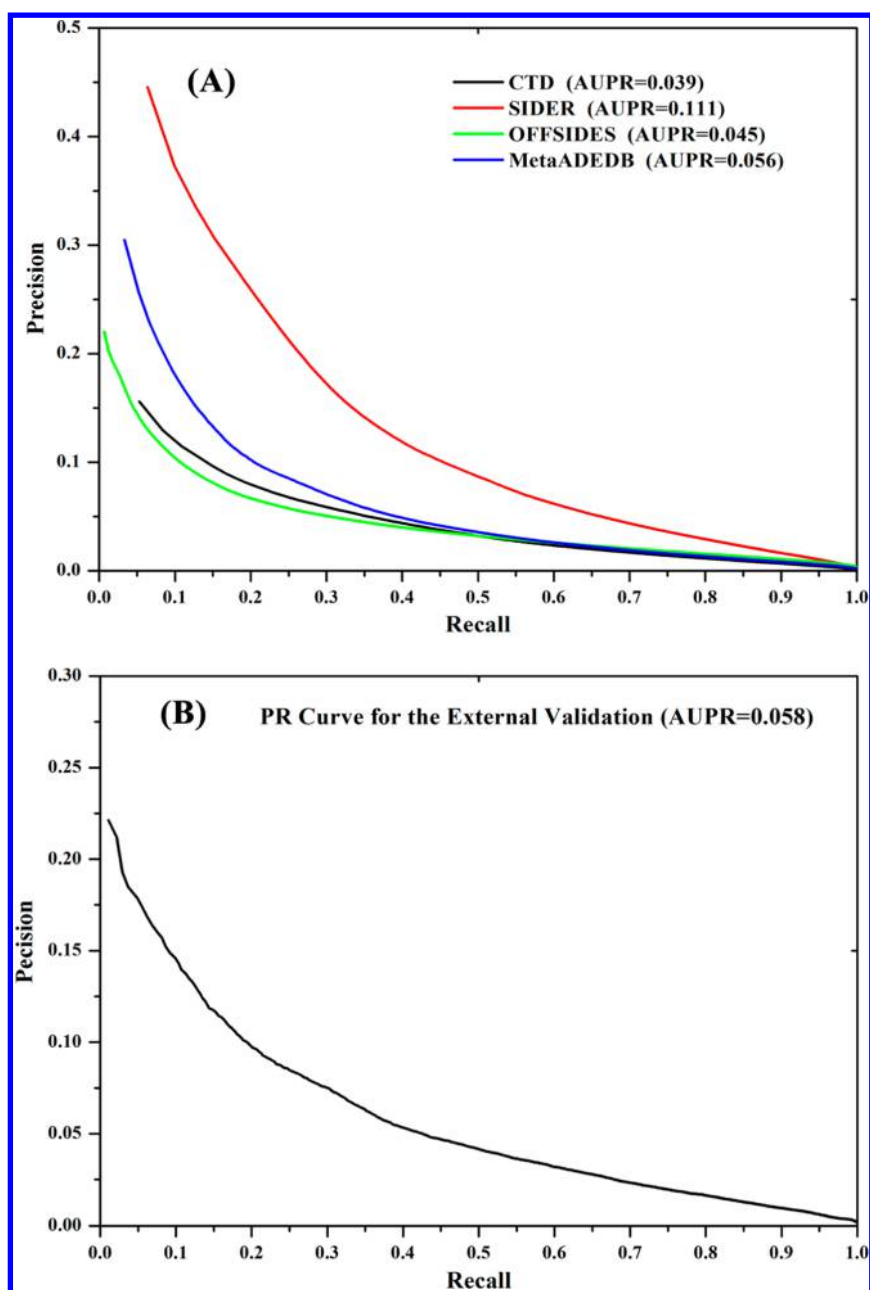 0.5
(A)
CTD (AUPR=0.039)
SIDER (AUPR=0.111)
OFFSIDES (AUPR=0.045)
MetaADEDB (AUPR=0.056)
0.4
0.3
Precision
0.2
0.1
0.0
0.0 0.1 0.2 0.3 0.4 0.5 0.6 0.7 0.8 0.9 1.0
Recall
0.30
(B) PR Curve for the External Validation (AUPR=0.058)
0.25
0.20
0.15
Pecision
0.10
0.05
0.00
0.0 0.1 0.2 0.3 0.4 0.5 0.6 0.7 0.8 0.9 1.0
Recall